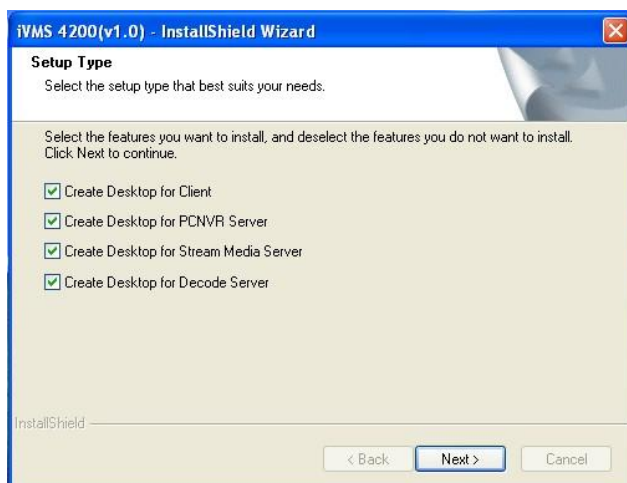 iVMS 4200(v1.0) - InstallShield Wizard
Setup Type
Select the setup type that best suits your needs.
Select the features you want to install, and deselect the features you do not want to install.
Click Next to continue.
Create Desktop for Client
Create Desktop for PCNVR Server
Create Desktop for Stream Media Server
Create Desktop for Decode Server
InstallShield
< Back
Next >
Cancel